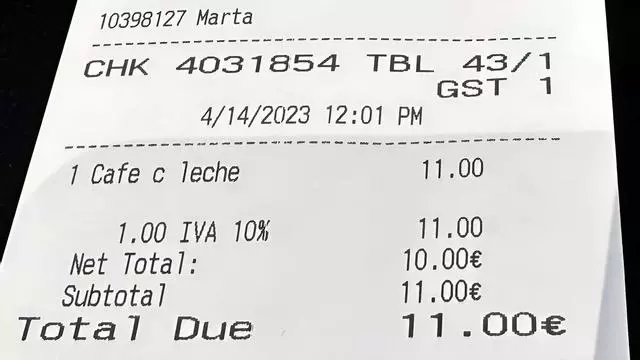 10398127 Marta
CHK 4031854 TBL 43/1
GST 1
4/14/2023 12:01 PM
1 Cafe c leche 11.00
1.00 IVA 10% 11.00
Net Total: 10.00€
Subtotal 11.00€
Total Due 11.00€